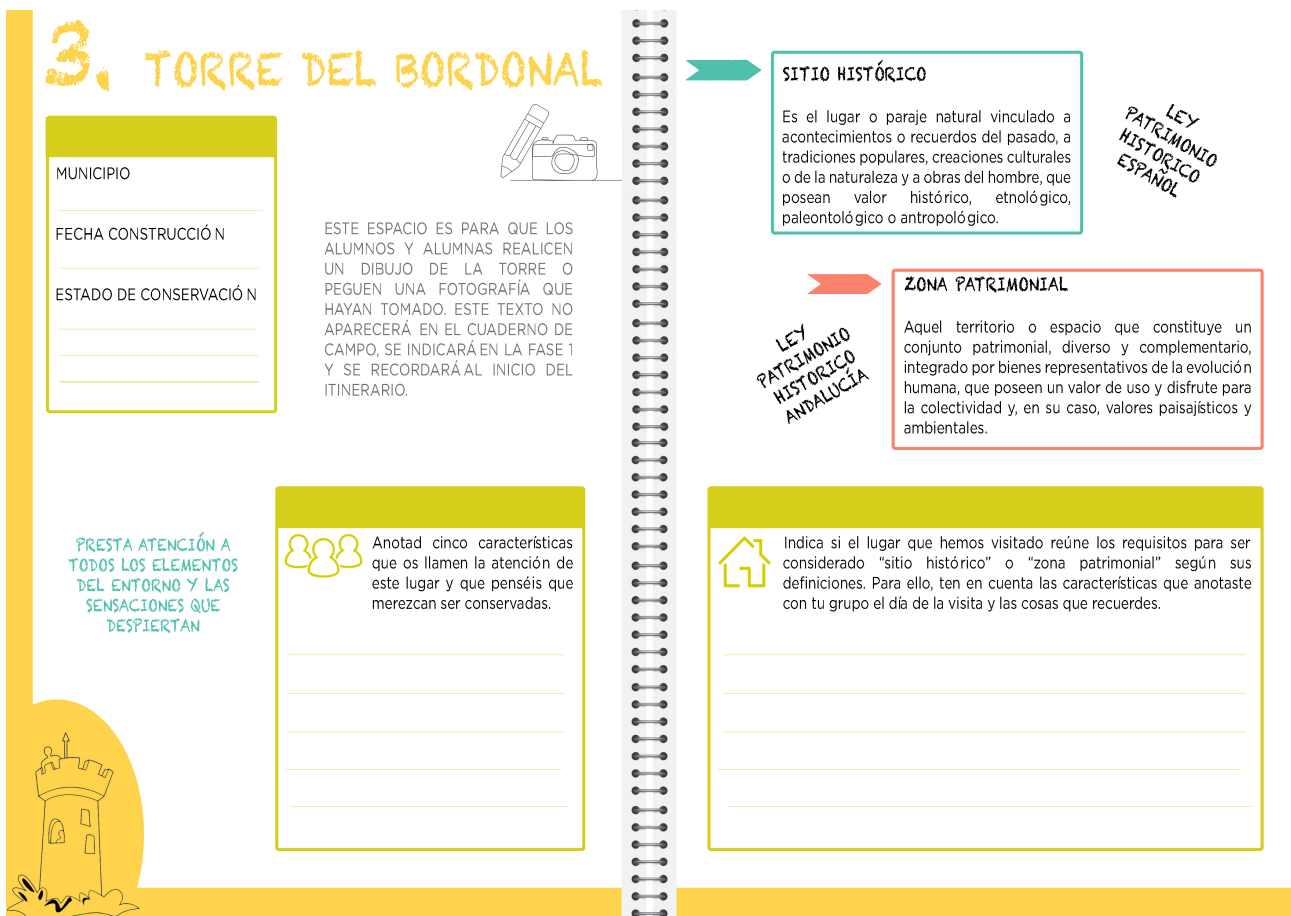 3. TORRE DEL BORDONAL
MUNICIPIO
FECHA CONSTRUCCIÓN
ESTADO DE CONSERVACIÓN
ESTE ESPACIO ES PARA QUE LOS
ALUMNOS Y ALUMNAS REALICEN
UN DIBUJO DE LA TORRE O
PEGUEN UNA FOTOGRAFÍA QUE
HAYAN TOMADO. ESTE TEXTO NO
APARECERÁ EN EL CUADERNO DE
CAMPO, SE INDICARÁ EN LA FASE 1
Y SE RECORDARÁ AL INICIO DEL
ITINERARIO.
PRESTA ATENCIÓN A
TODOS LOS ELEMENTOS
DEL ENTORNO Y LAS
SENSACIONES QUE
DESPIERTAN
Anotad cinco características
que os llamen la atención de
este lugar y que penséis que
merezcan ser conservadas.
SITIO HISTÓRICO
Es el lugar o paraje natural vinculado a
acontecimientos o recuerdos del pasado, a
tradiciones populares, creaciones culturales
o de la naturaleza y a obras del hombre, que
posean valor histórico, etnológico,
paleontológico o antropológico.
LEY
PATRIMONIO
HISTORICO
ESPAÑOL
ZONA PATRIMONIAL
Aquel territorio o espacio que constituye un
conjunto patrimonial, diverso y complementario,
integrado por bienes representativos de la evolución
humana, que poseen un valor de uso y disfrute para
la colectividad y, en su caso, valores paisajísticos y
ambientales.
LEY
PATRIMONIO
HISTORICO
ANDALUCÍA
Indica si el lugar que hemos visitado reúne los requisitos para ser
considerado “sitio histórico” o “zona patrimonial” según sus
definiciones. Para ello, ten en cuenta las características que anotaste
con tu grupo el día de la visita y las cosas que recuerdes.